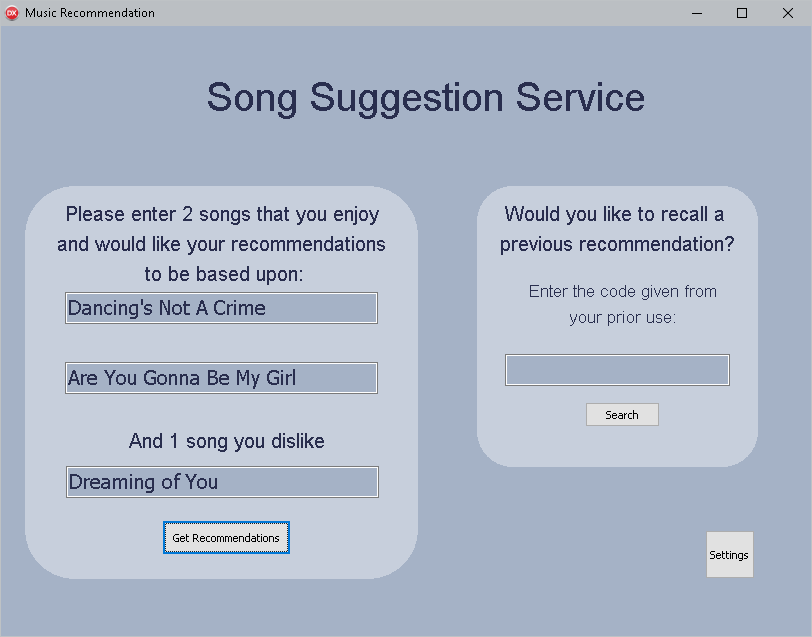 DX Music Recommendation
Song Suggestion Service
Please enter 2 songs that you enjoy
and would like your recommendations
to be based upon:
Dancing's Not A Crime
Are You Gonna Be My Girl
And 1 song you dislike
Dreaming of You
Get Recommendations
Would you like to recall a
previous recommendation?
Enter the code given from
your prior use:
Search
Settings